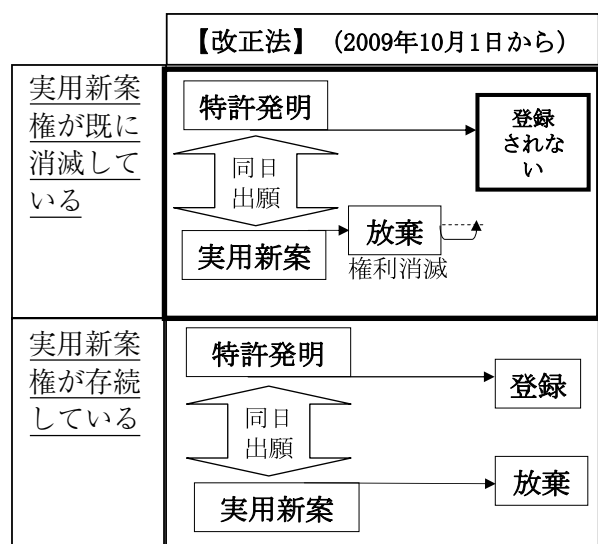 【改正法】（2009年10月1日から）
実用新案
権が既に
消滅して
いる
特許発明
同日
出願
実用新案
放棄
権利消滅
登録
されな
い
実用新案
権が存続
している
特許発明
同日
出願
実用新案
登録
放棄